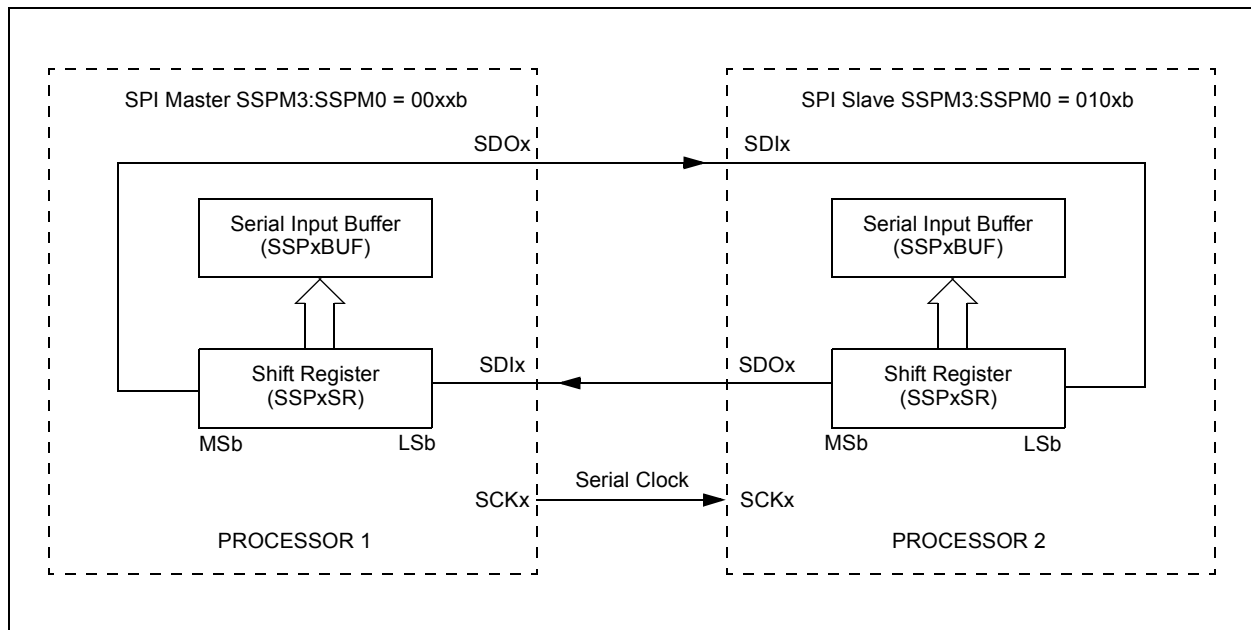 SPI Master SSPM3:SSPM0 = 00xxb
SPI Slave SSPM3:SSPM0 = 010xb
SDOx
SDIx
Serial Input Buffer
(SSPxBUF)
Serial Input Buffer
(SSPxBUF)
SDIx
SDOx
Shift Register
(SSPxSR)
Shift Register
(SSPxSR)
MSb
LSb
MSb
LSb
Serial Clock
SCKx
SCKx
PROCESSOR 1
PROCESSOR 2